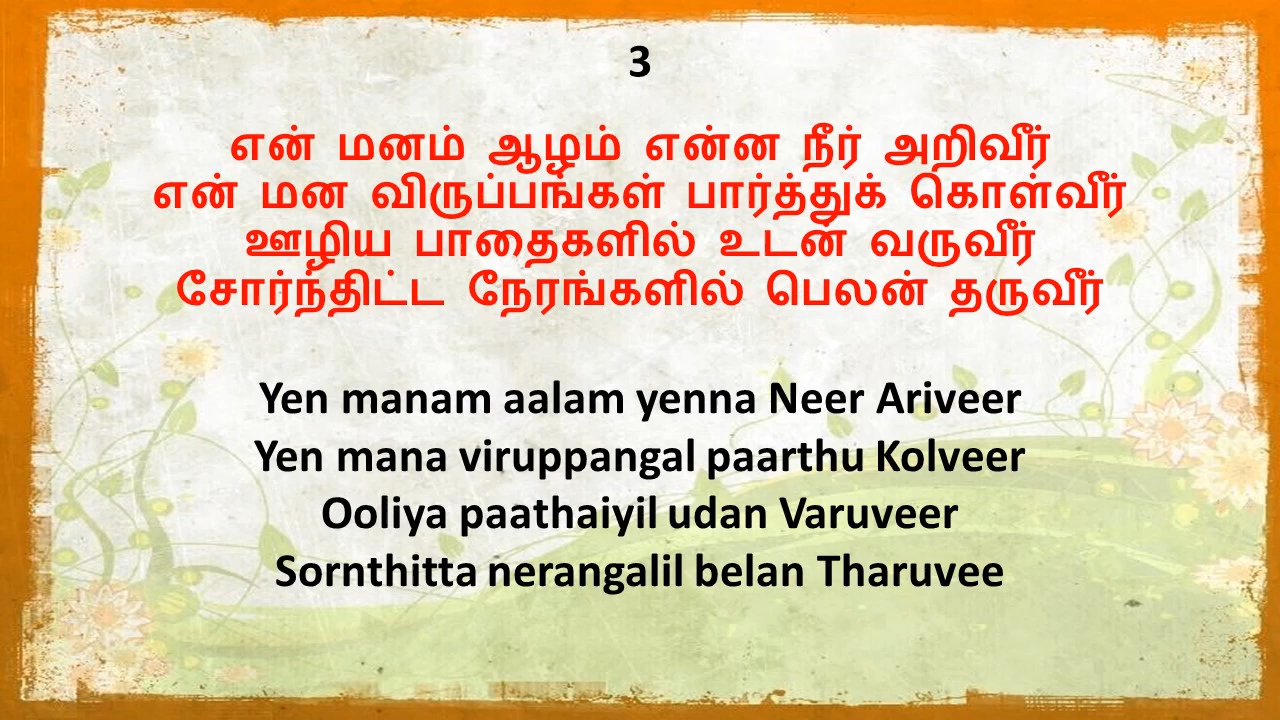 3
என் மனம் ஆழம் என்ன நீர் அறிவீர்
என் மன விருப்பங்கள் பார்த்துக் கொள்வீர்
ஊழிய பாதைகளில் உடன் வருவீர்
சோர்ந்திட்ட நேரங்களில் பெலன் தருவீர்
Yen manam aalam yenna Neer Ariveer
Yen mana viruppangal paarthu Kolveer
Ooliya paathaiyil udan Varuveer
Sornthitta nerangalil belan Tharuvee